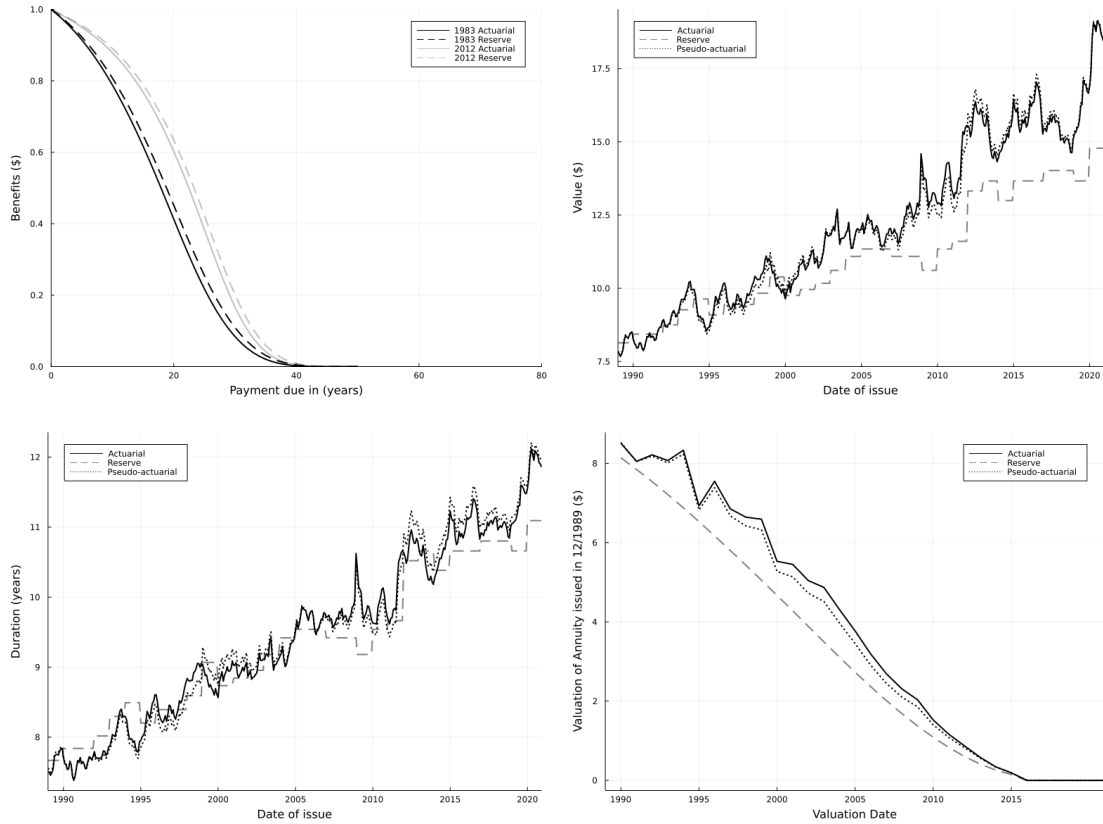 1983 Actuarial
1983 Reserve
2012 Actuarial
2012 Reserve
Benefits ($)
1.0
0.8
0.6
0.4
0.2
0.0
0 20 40 60 80
Payment due in (years)
Actuarial
Reserve
Pseudo-actuarial
Value ($)
17.5
15.0
12.5
10.0
7.5
1990 1995 2000 2005 2010 2015 2020
Date of issue
Actuarial
Reserve
Pseudo-actuarial
Duration (years)
12
11
10
9
8
1990 1995 2000 2005 2010 2015 2020
Date of issue
Actuarial
Reserve
Pseudo-actuarial
Valuation of Annuity issued in 12/1989 ($)
8
6
4
2
0
1990 1995 2000 2005 2010 2015
Valuation Date